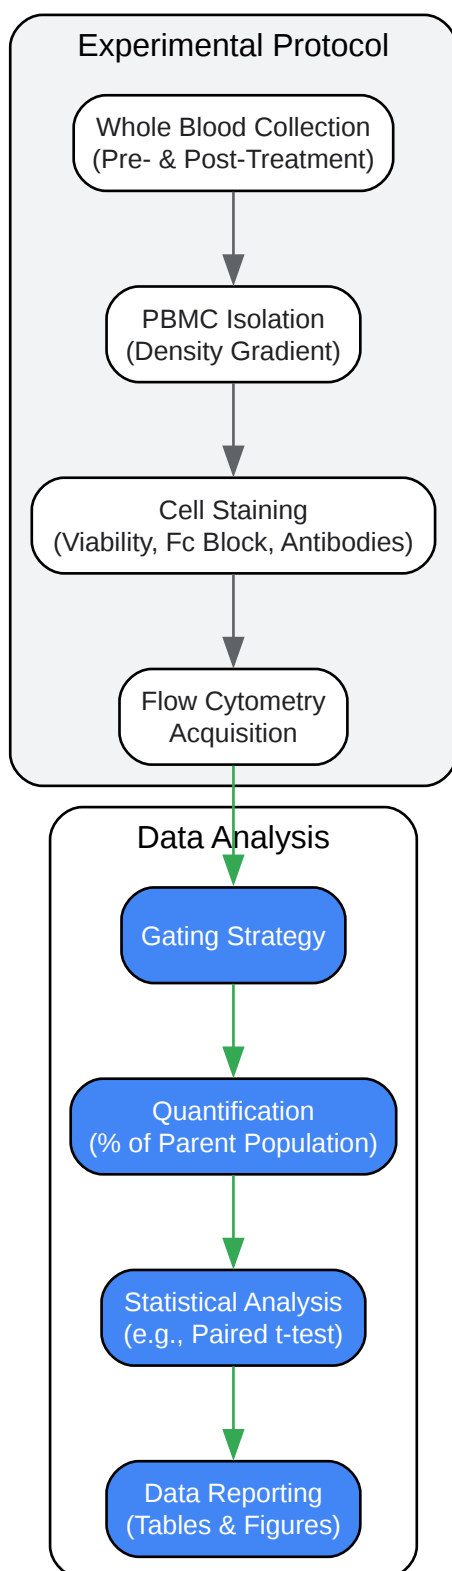 Experimental Protocol
Whole Blood Collection
(Pre- & Post-Treatment)
PBMC Isolation
(Density Gradient)
Cell Staining
(Viability, Fc Block, Antibodies)
Flow Cytometry
Acquisition
Data Analysis
Gating Strategy
Quantification
(% of Parent Population)
Statistical Analysis
(e.g., Paired t-test)
Data Reporting
(Tables & Figures)